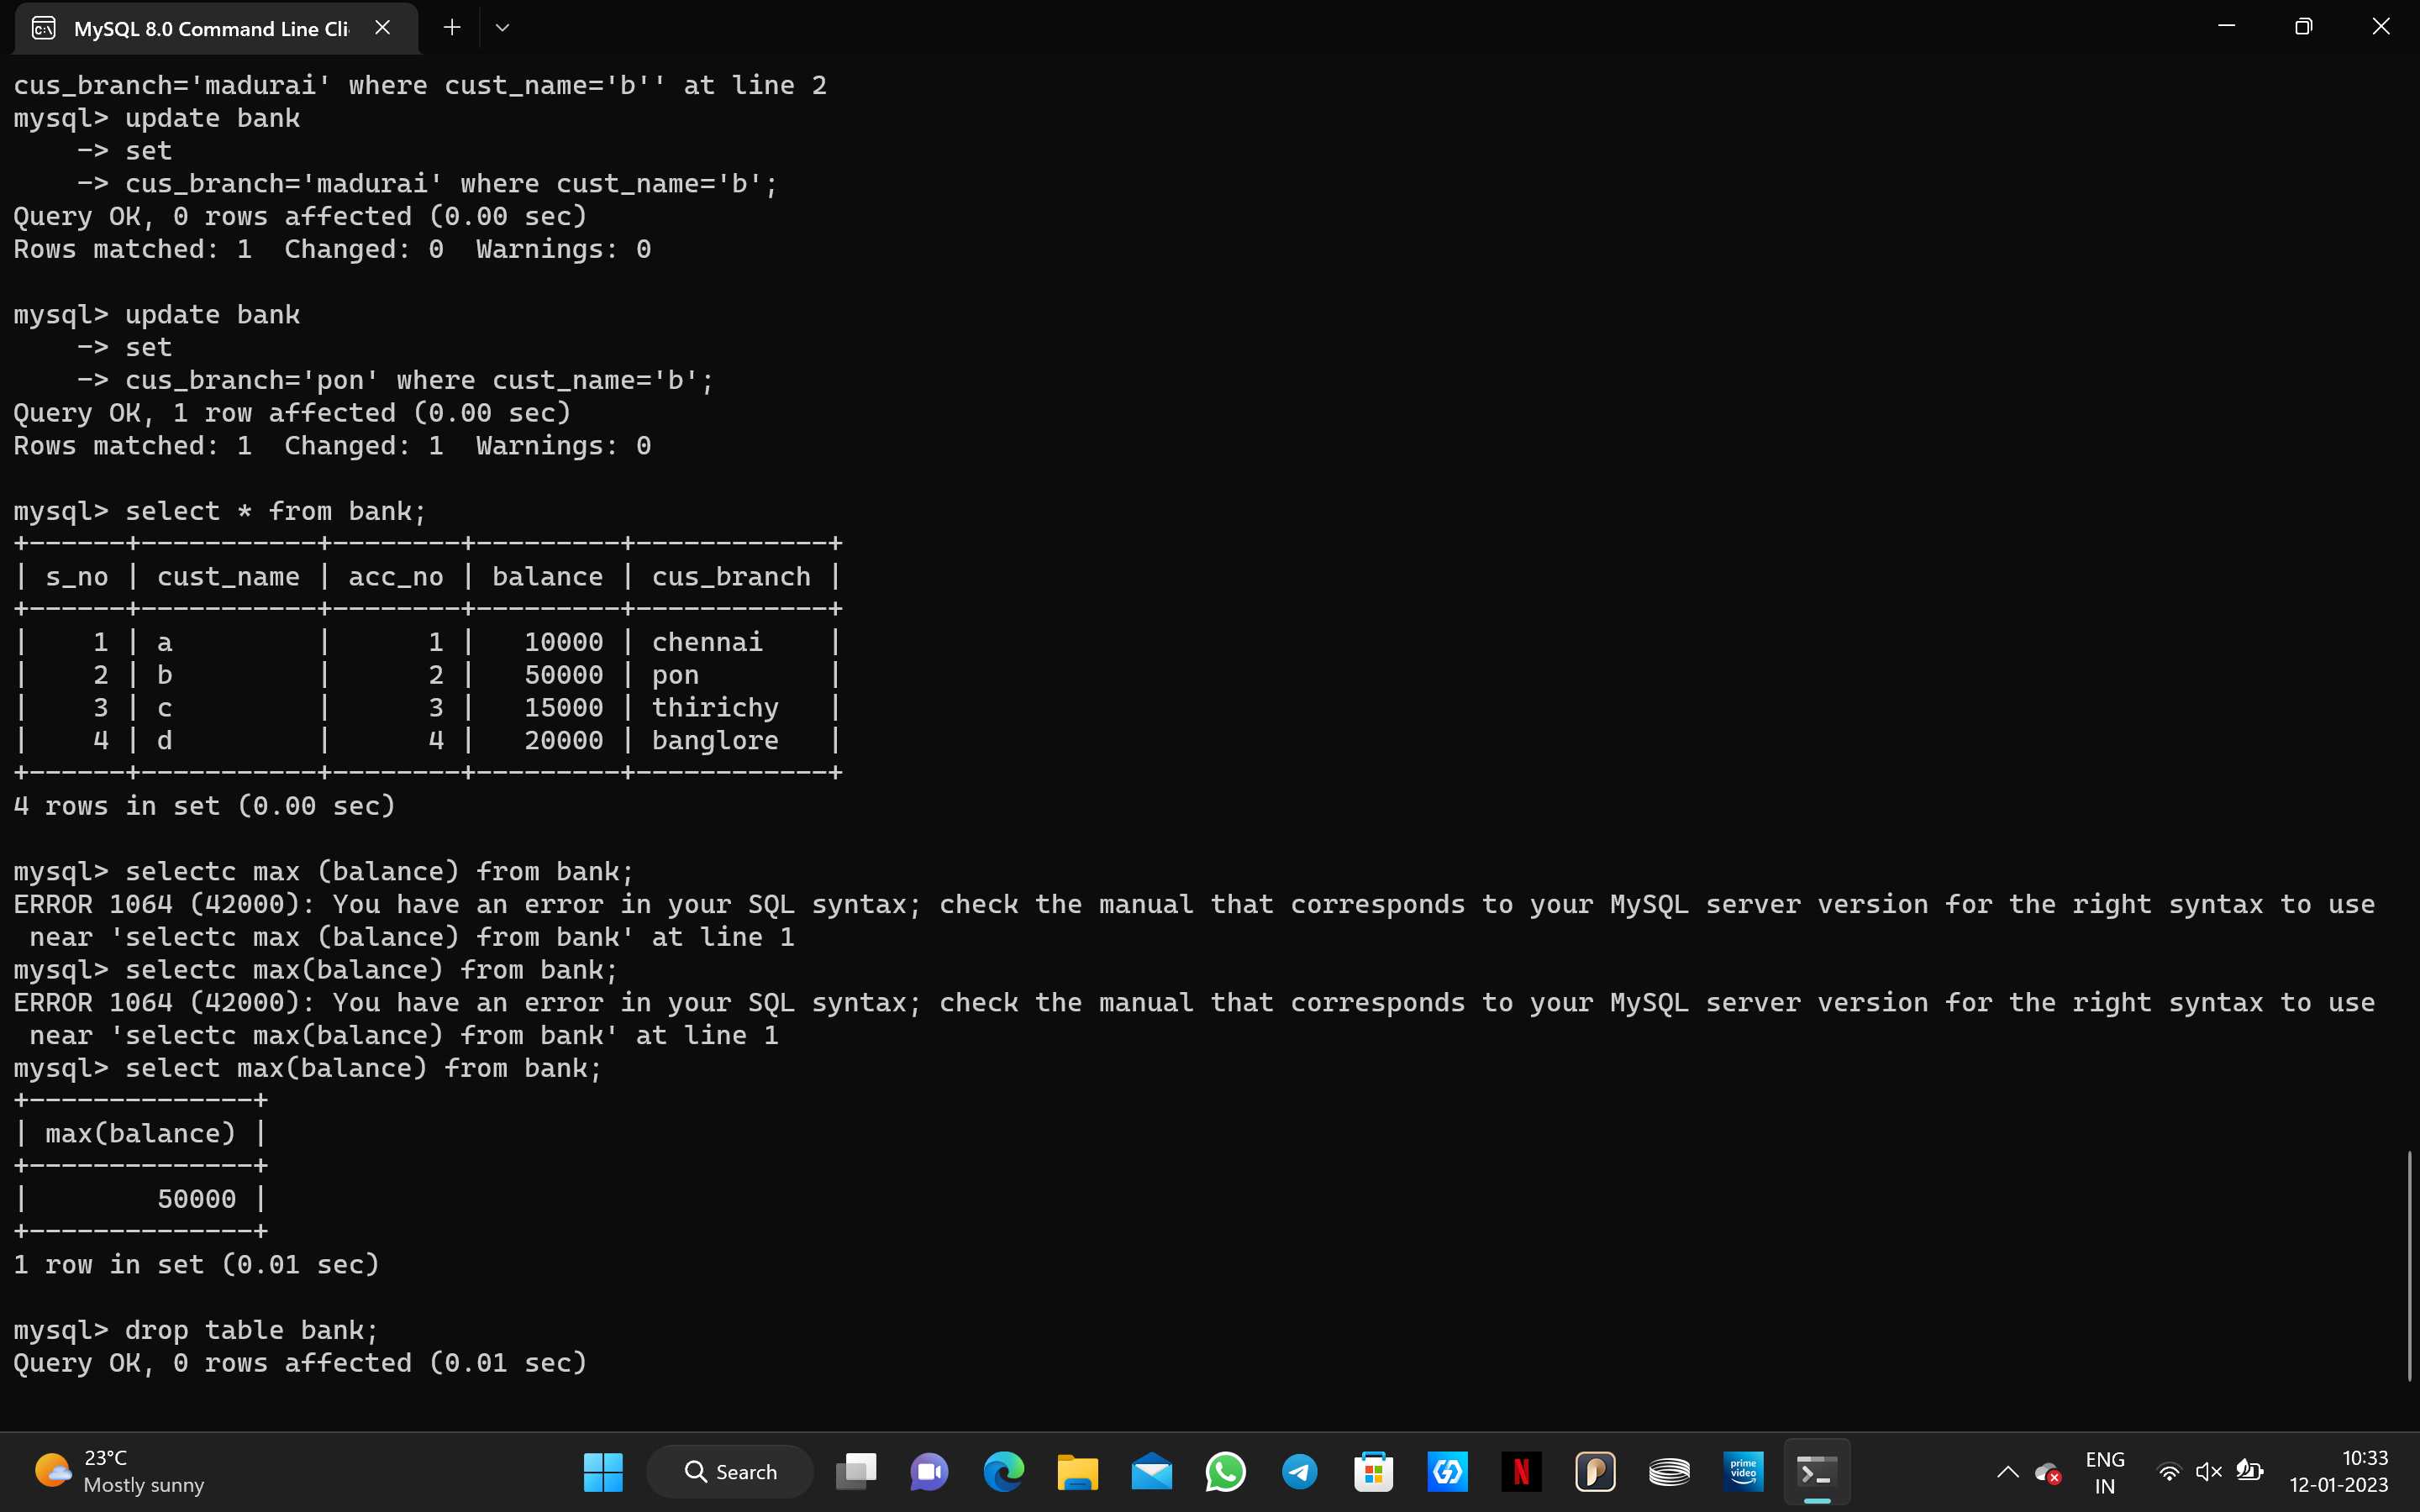 MySQL 8.0 Command Line Cli
cus_branch='madurai' where cust_name='b'' at line 2
mysql> update bank
    -> set
    -> cus_branch='madurai' where cust_name='b';
Query OK, 0 rows affected (0.00 sec)
Rows matched: 1  Changed: 0  Warnings: 0

mysql> update bank
    -> set
    -> cus_branch='pon' where cust_name='b';
Query OK, 1 row affected (0.00 sec)
Rows matched: 1  Changed: 1  Warnings: 0

mysql> select * from bank;
+------+-----------+--------+---------+------------+
| s_no | cust_name | acc_no | balance | cus_branch |
+------+-----------+--------+---------+------------+
|    1 | a         |      1 |   10000 | chennai    |
|    2 | b         |      2 |   50000 | pon        |
|    3 | c         |      3 |   15000 | thirichy   |
|    4 | d         |      4 |   20000 | banglore   |
+------+-----------+--------+---------+------------+
4 rows in set (0.00 sec)

mysql> selectc max (balance) from bank;
ERROR 1064 (42000): You have an error in your SQL syntax; check the manual that corresponds to your MySQL server version for the right syntax to use
 near 'selectc max (balance) from bank' at line 1
mysql> selectc max(balance) from bank;
ERROR 1064 (42000): You have an error in your SQL syntax; check the manual that corresponds to your MySQL server version for the right syntax to use
 near 'selectc max(balance) from bank' at line 1
mysql> select max(balance) from bank;
+--------------+
| max(balance) |
+--------------+
|        50000 |
+--------------+
1 row in set (0.01 sec)

mysql> drop table bank;
Query OK, 0 rows affected (0.01 sec)
23°C
Mostly sunny
Search
prime video
ENG
IN
10:33
12-01-2023